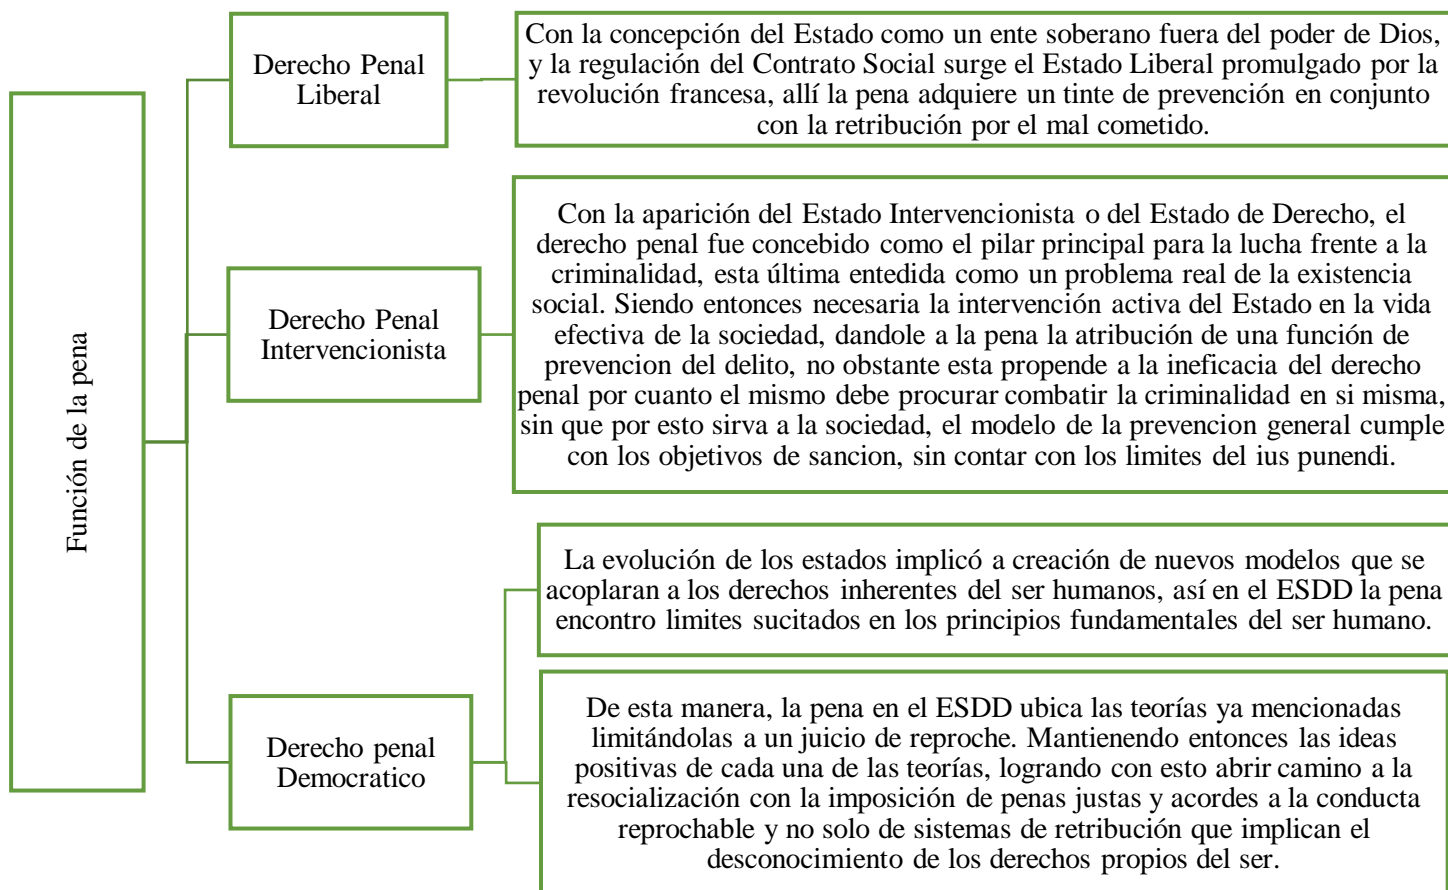 Función de la pena
Derecho Penal
Liberal
Con la concepción del Estado como un ente soberano fuera del poder de Dios,
y la regulación del Contrato Social surge el Estado Liberal promulgado por la
revolución francesa, allí la pena adquiere un tinte de prevención en conjunto
con la retribución por el mal cometido.
Derecho Penal
Intervencionista
Con la aparición del Estado Intervencionista o del Estado de Derecho, el
derecho penal fue concebido como el pilar principal para la lucha frente a la
criminalidad, esta última entedida como un problema real de la existencia
social. Siendo entonces necesaria la intervención activa del Estado en la vida
efectiva de la sociedad, dandole a la pena la atribución de una función de
prevencion del delito, no obstante esta propende a la ineficacia del derecho
penal por cuanto el mismo debe procurar combatir la criminalidad en si misma,
sin que por esto sirva a la sociedad, el modelo de la prevencion general cumple
con los objetivos de sancion, sin contar con los limites del ius punendi.
Derecho penal
Democratico
La evolución de los estados implicó a creación de nuevos modelos que se
acoplaran a los derechos inherentes del ser humanos, así en el ESDD la pena
encontro limites sucitados en los principios fundamentales del ser humano.
De esta manera, la pena en el ESDD ubica las teorías ya mencionadas
limitándolas a un juicio de reproche. Mantienendo entonces las ideas
positivas de cada una de las teorías, logrando con esto abrir camino a la
resocialización con la imposición de penas justas y acordes a la conducta
reprochable y no solo de sistemas de retribución que implican el
desconocimiento de los derechos propios del ser.